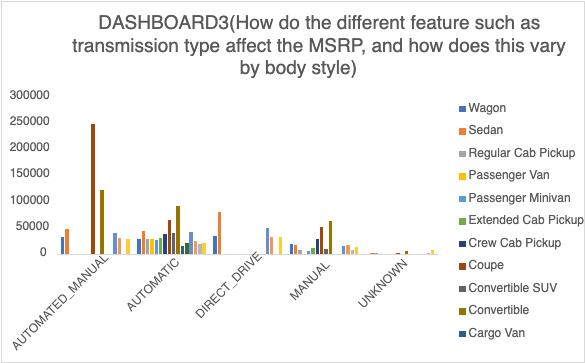 DASHBOARD3(How do the different feature such as
transmission type affect the MSRP, and how does this vary
by body style)
300000
250000
200000
150000
100000
50000
0
AUTOMATED_MANUAL
AUTOMATIC
DIRECT_DRIVE
MANUAL
UNKNOWN
Wagon
Sedan
Regular Cab Pickup
Passenger Van
Passenger Minivan
Extended Cab Pickup
Crew Cab Pickup
Coupe
Convertible SUV
Convertible
Cargo Van